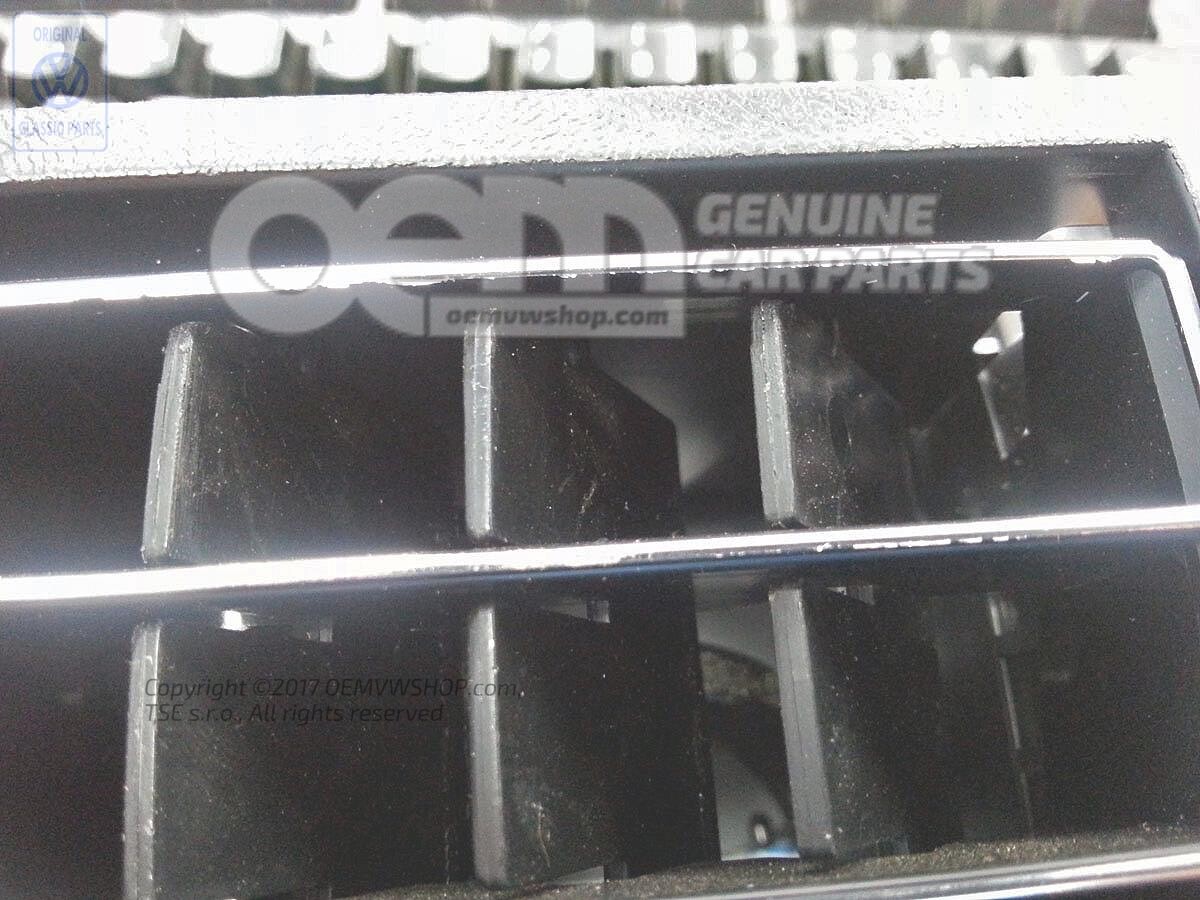 ORIGINAL
CLASSIC PARTS
oem GENUINE
CAR PARTS
oemvwshop.com
Copyright ©2017 OEMVWSHOP.com,
TSE s.r.o., All rights reserved